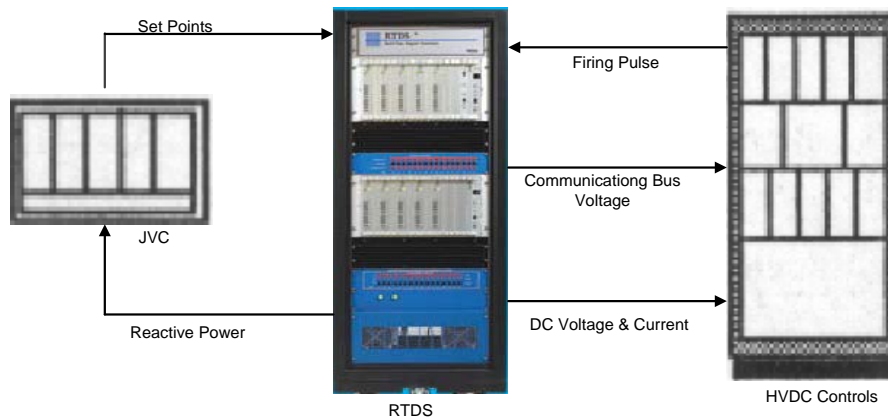 Set Points
RTDS
Firing Pulse
Communicationg Bus
Voltage
JVC
Reactive Power
DC Voltage & Current
RTDS
HVDC Controls